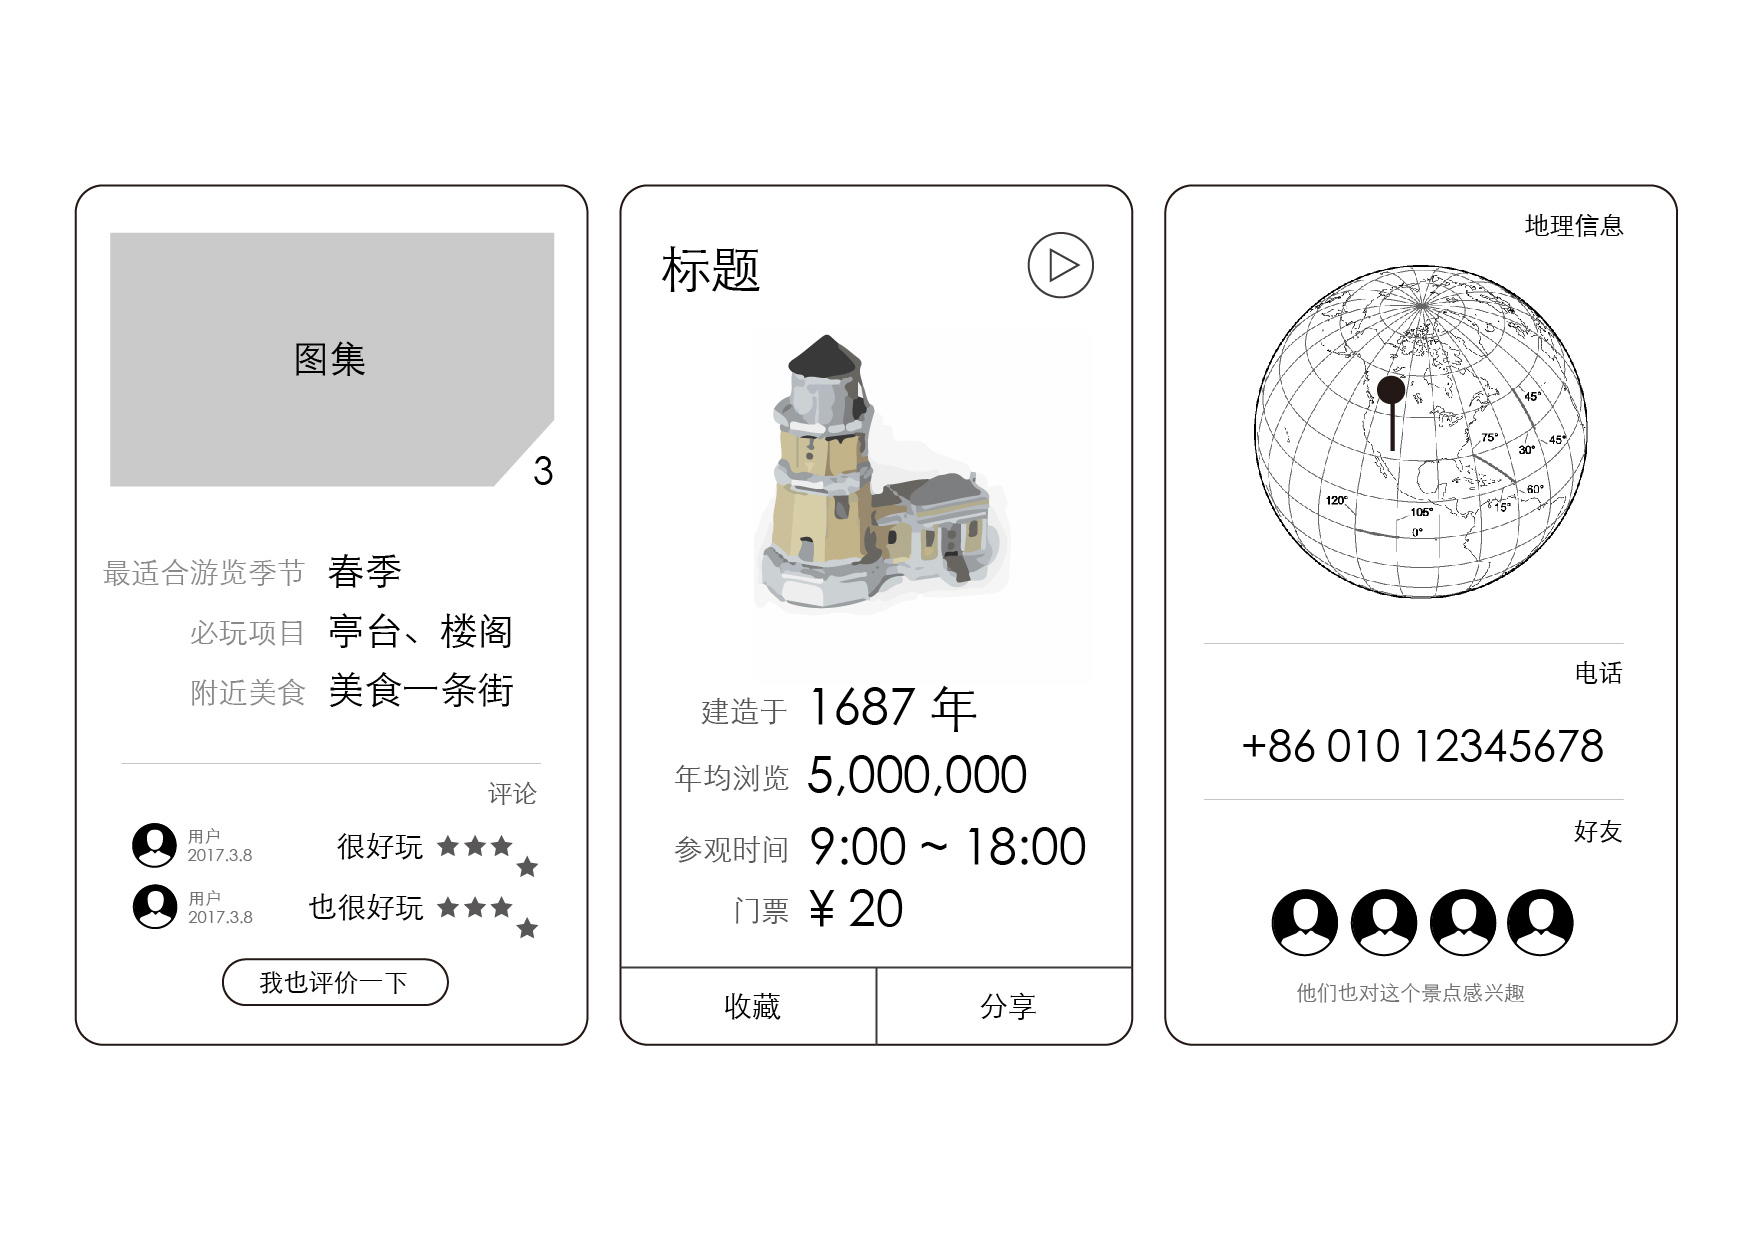 图集
3
最适合游览季节 春季
必玩项目 亭台、楼阁
附近美食 美食一条街
评论
用户
2017.3.8
很好玩
用户
2017.3.8
也很好玩
我也评价一下
标题
建造于 1687 年
年均浏览 5,000,000
参观时间 9:00 ~ 18:00
门票 ¥ 20
收藏
分享
地理信息
45°
75°
45°
30°
60°
120°
15°
105°
0°
电话
+86 010 12345678
好友
他们也对这个景点感兴趣